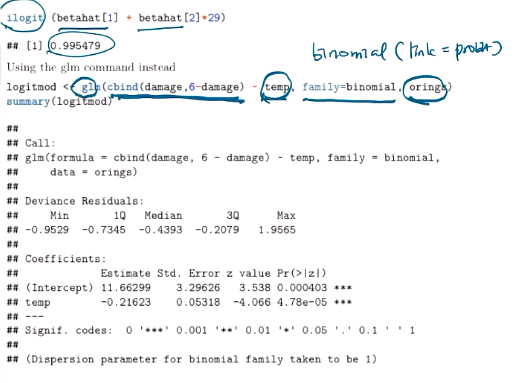 ilogit (betahat[1] + betahat[2]*29)
## [1] 0.995479
binomial (link = probit)
Using the glm command instead
logitmod <- glm(cbind(damage,6-damage) ~ temp, family=binomial, orings)
summary(logitmod)
##
## Call:
## glm(formula = cbind(damage, 6 - damage) ~ temp, family = binomial,
##     data = orings)
##
## Deviance Residuals:
##     Min      1Q  Median      3Q     Max
## -0.9529 -0.7345 -0.4393 -0.2079  1.9565
##
## Coefficients:
##             Estimate Std. Error z value Pr(>|z|)
## (Intercept) 11.66299    3.29626   3.538 0.000403 ***
## temp        -0.21623    0.05318  -4.066 4.78e-05 ***
## ---
## Signif. codes:  0 '***' 0.001 '**' 0.01 '*' 0.05 '.' 0.1 ' ' 1
##
## (Dispersion parameter for binomial family taken to be 1)